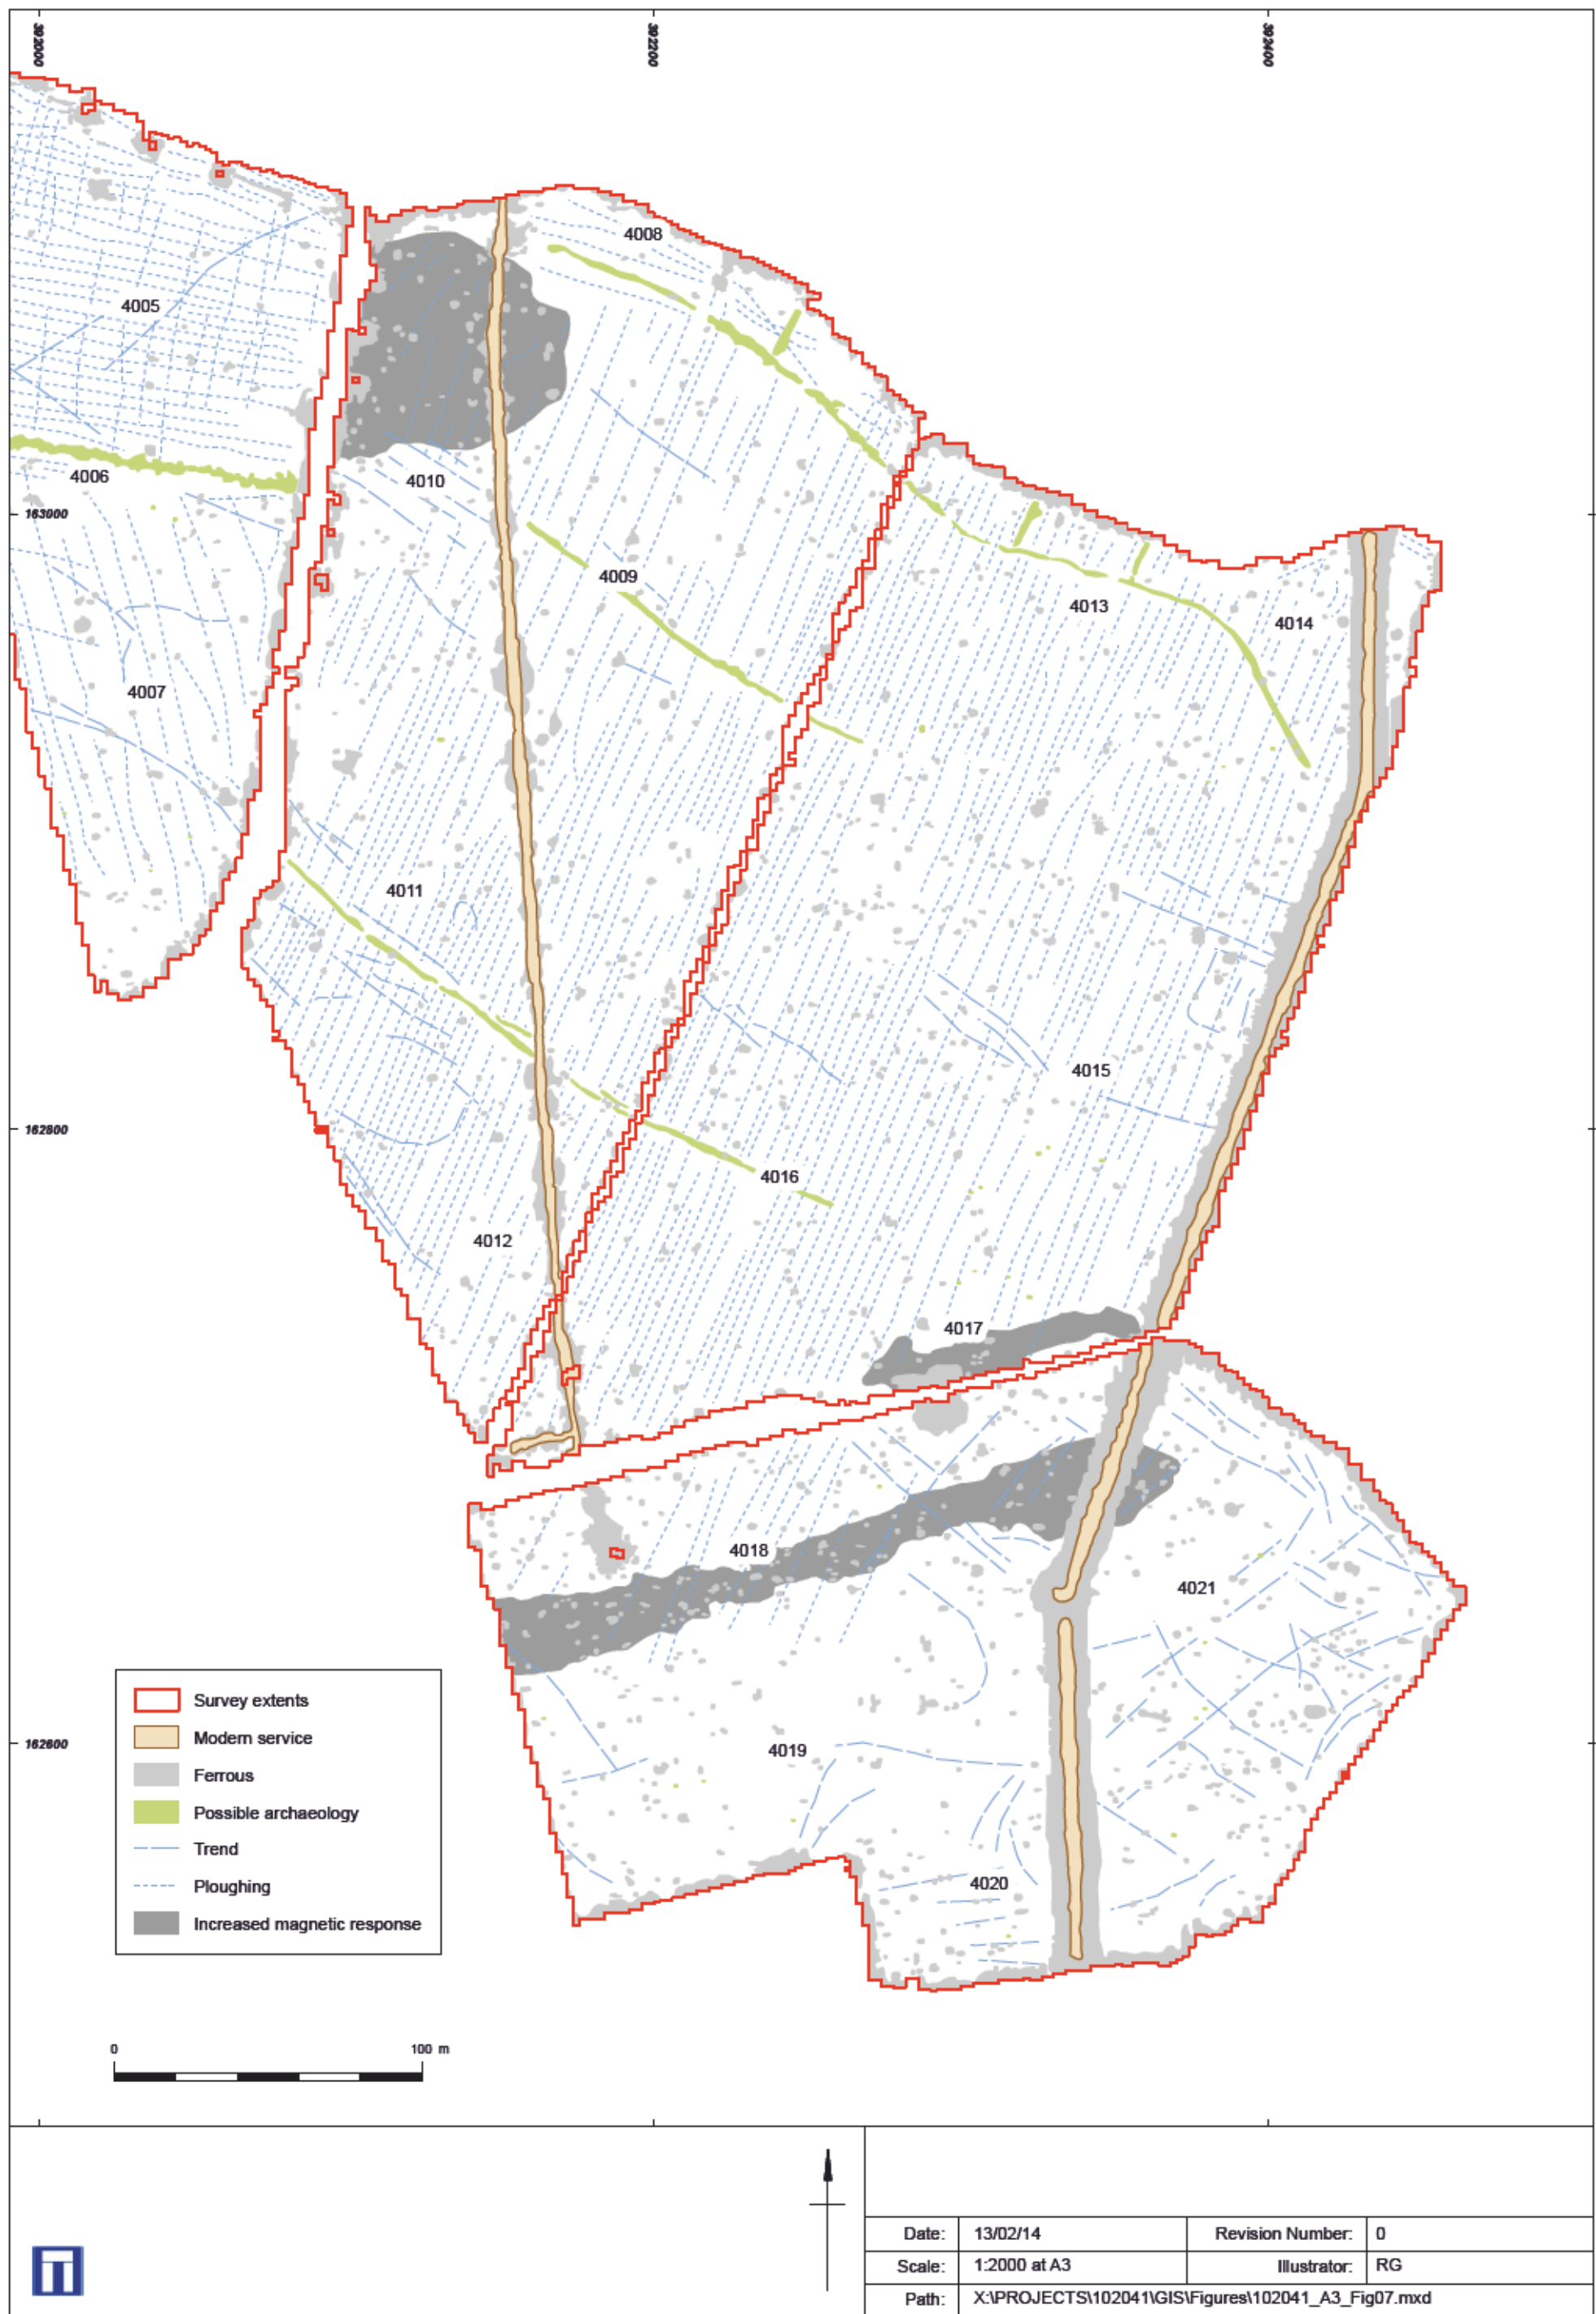 392000
392200
392400
4008
4005
4006
4010
163000
4009
4013
4014
4007
4011
4015
162800
4016
4012
4017
4018
4021
Survey extents
Modern service
162600
4019
Ferrous
Possible archaeology
Trend
Ploughing
4020
Increased magnetic response
0 100 m
Date: 13/02/14 Revision Number: 0
Scale: 1:2000 at A3 Illustrator: RG
Path: X:\PROJECTS\102041\GIS\Figures\102041_A3_Fig07.mxd